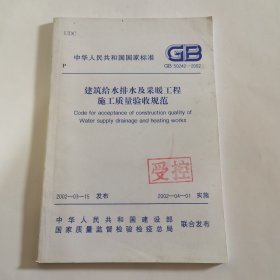 UDC
中华人民共和国国家标准
GB
P
GB 50242-2002
建筑给水排水及采暖工程
施工质量验收规范
Code for acceptance of construction quality of
Water supply drainage and heating works
受控
2002-03-15 发布
2002-04-01 实施
中华人民共和国建设部
国家质量监督检验检疫总局
联合发布